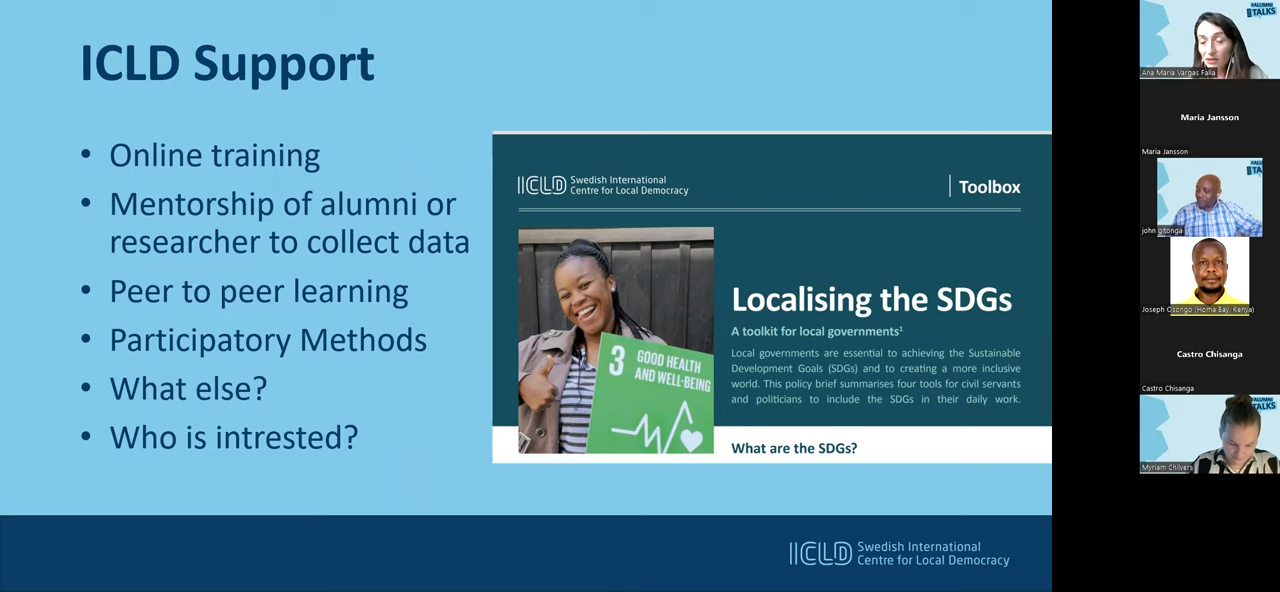 ICLD Support
• Online training
• Mentorship of alumni or
researcher to collect data
• Peer to peer learning
• Participatory Methods
• What else?
• Who is intrested?
ICLD Swedish International
Centre for Local Democracy
Toolbox
3 GOOD HEALTH
AND WELL-BEING
Localising the SDGs
A toolkit for local governments¹
Local governments are essential to achieving the Sustainable
Development Goals (SDGs) and to creating a more inclusive
world. This policy brief summarises four tools for civil servants
and politicians to include the SDGs in their daily work.
What are the SDGs?
ICLD Swedish International
Centre for Local Democracy
#ALUMNI
TALKS
Ana Maria Vargas Falla
Maria Jansson
Maria Jansson
john gitonga
Joseph Osongo (Homa Bay, Kenya)
Castro Chisanga
Castro Chisanga
TALKS
Myriam Chilvers